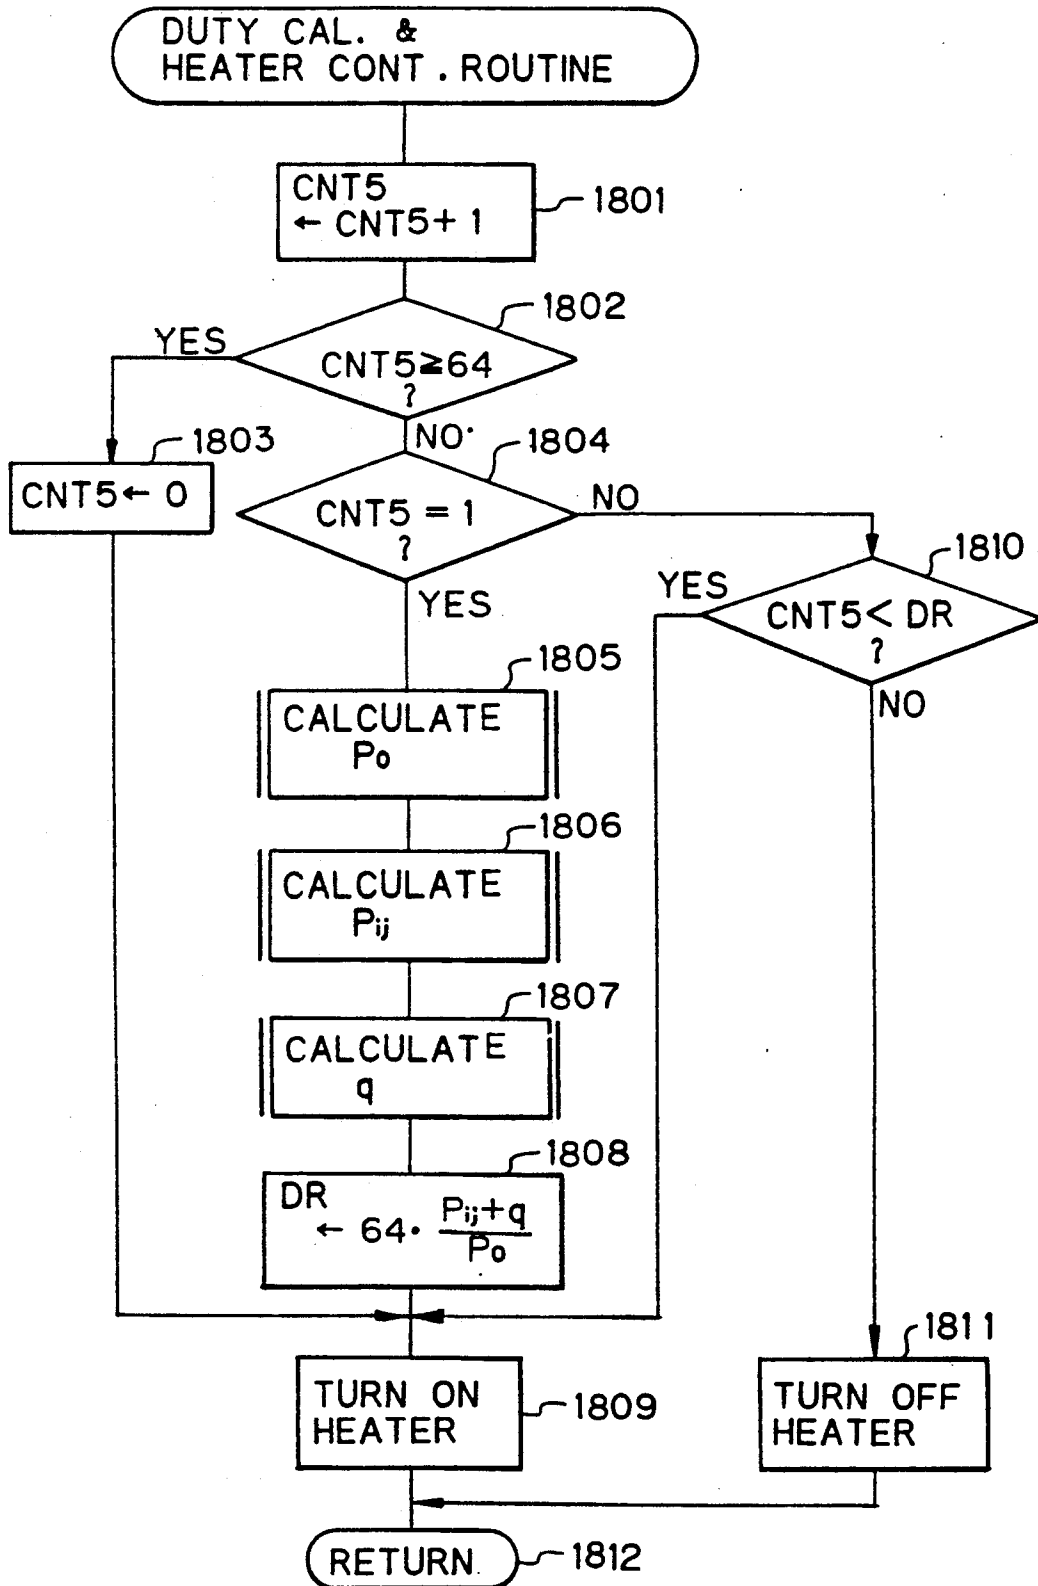 DUTY CAL. &
HEATER CONT. ROUTINE
CNT5
← CNT5+1
1801
1802
YES
CNT5≧64
?
NO
1803
CNT5←0
1804
CNT5=1
?
NO
YES
1810
YES
CNT5<DR
?
NO
1805
CALCULATE
Po
1806
CALCULATE
Pij
1807
CALCULATE
q
1808
DR
← 64· Pij+q
Po
TURN ON
HEATER
1809
1811
TURN OFF
HEATER
RETURN
1812